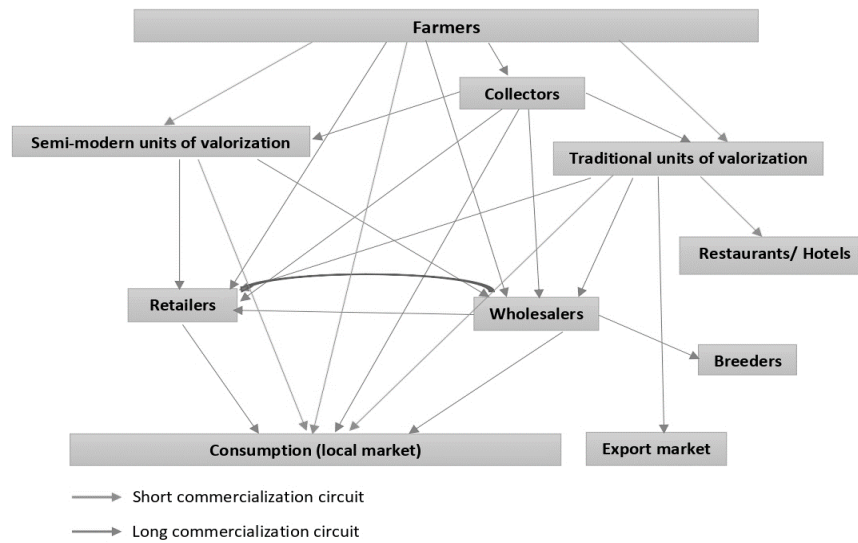 Farmers
Collectors
Semi-modern units of valorization
Traditional units of valorization
Restaurants/ Hotels
Retailers
Wholesalers
Breeders
Consumption (local market)
Export market
Short commercialization circuit
Long commercialization circuit